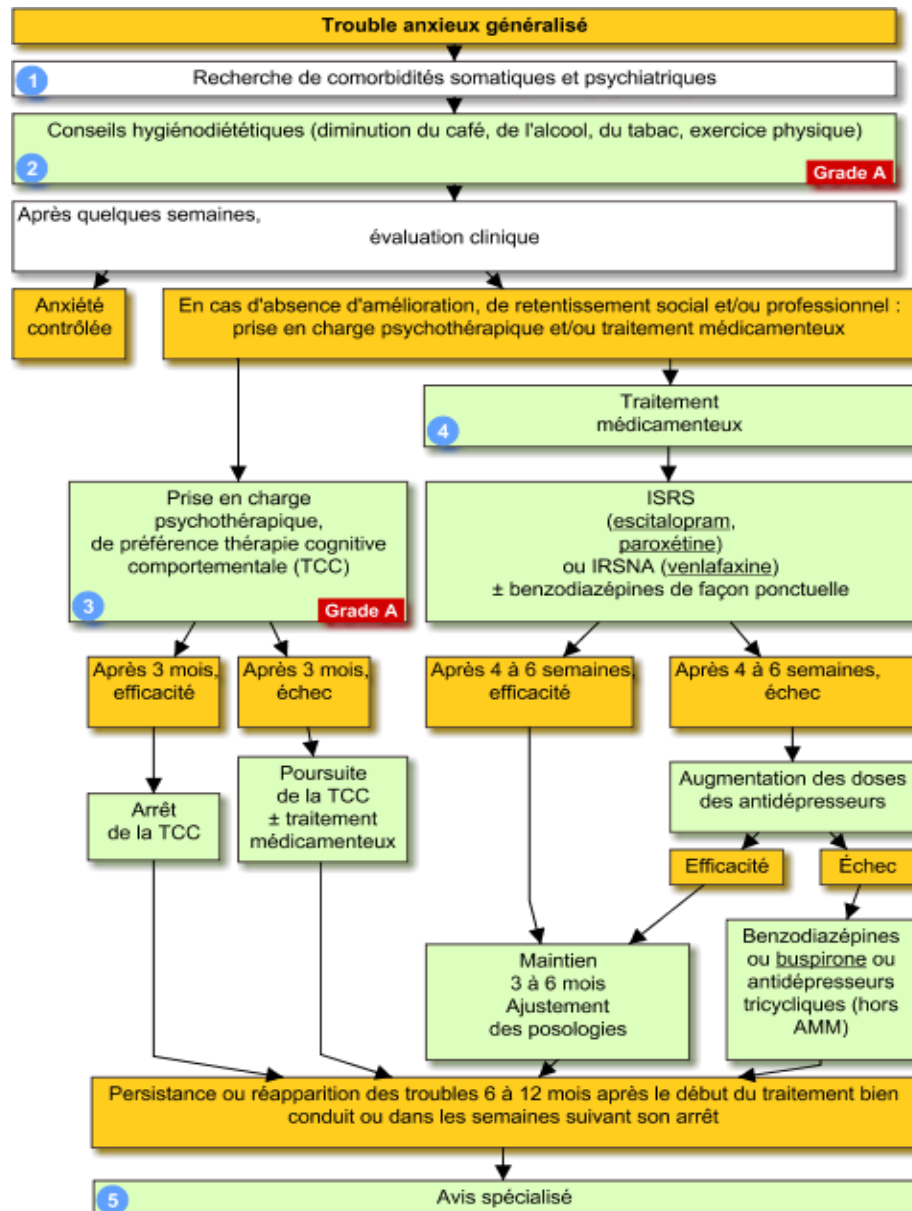 Trouble anxieux généralisé
1
Recherche de comorbidités somatiques et psychiatriques
Conseils hygiénodiététiques (diminution du café, de l'alcool, du tabac, exercice physique)
2
Grade A
Après quelques semaines,
évaluation clinique
Anxiété
contrôlée
En cas d'absence d'amélioration, de retentissement social et/ou professionnel :
prise en charge psychothérapique et/ou traitement médicamenteux
4
Traitement
médicamenteux
Prise en charge
psychothérapique,
de préférence thérapie cognitive
comportementale (TCC)
3
Grade A
ISRS
(escitalopram,
paroxétine)
ou IRSNA (venlafaxine)
± benzodiazépines de façon ponctuelle
Après 3 mois,
efficacité
Après 3 mois,
échec
Après 4 à 6 semaines,
efficacité
Après 4 à 6 semaines,
échec
Arrêt
de la TCC
Poursuite
de la TCC
± traitement
médicamenteux
Augmentation des doses
des antidépresseurs
Efficacité
Échec
Maintien
3 à 6 mois
Ajustement
des posologies
Benzodiazépines
ou buspirone ou
antidépresseurs
tricycliques (hors
AMM)
Persistance ou réapparition des troubles 6 à 12 mois après le début du traitement bien
conduit ou dans les semaines suivant son arrêt
5
Avis spécialisé